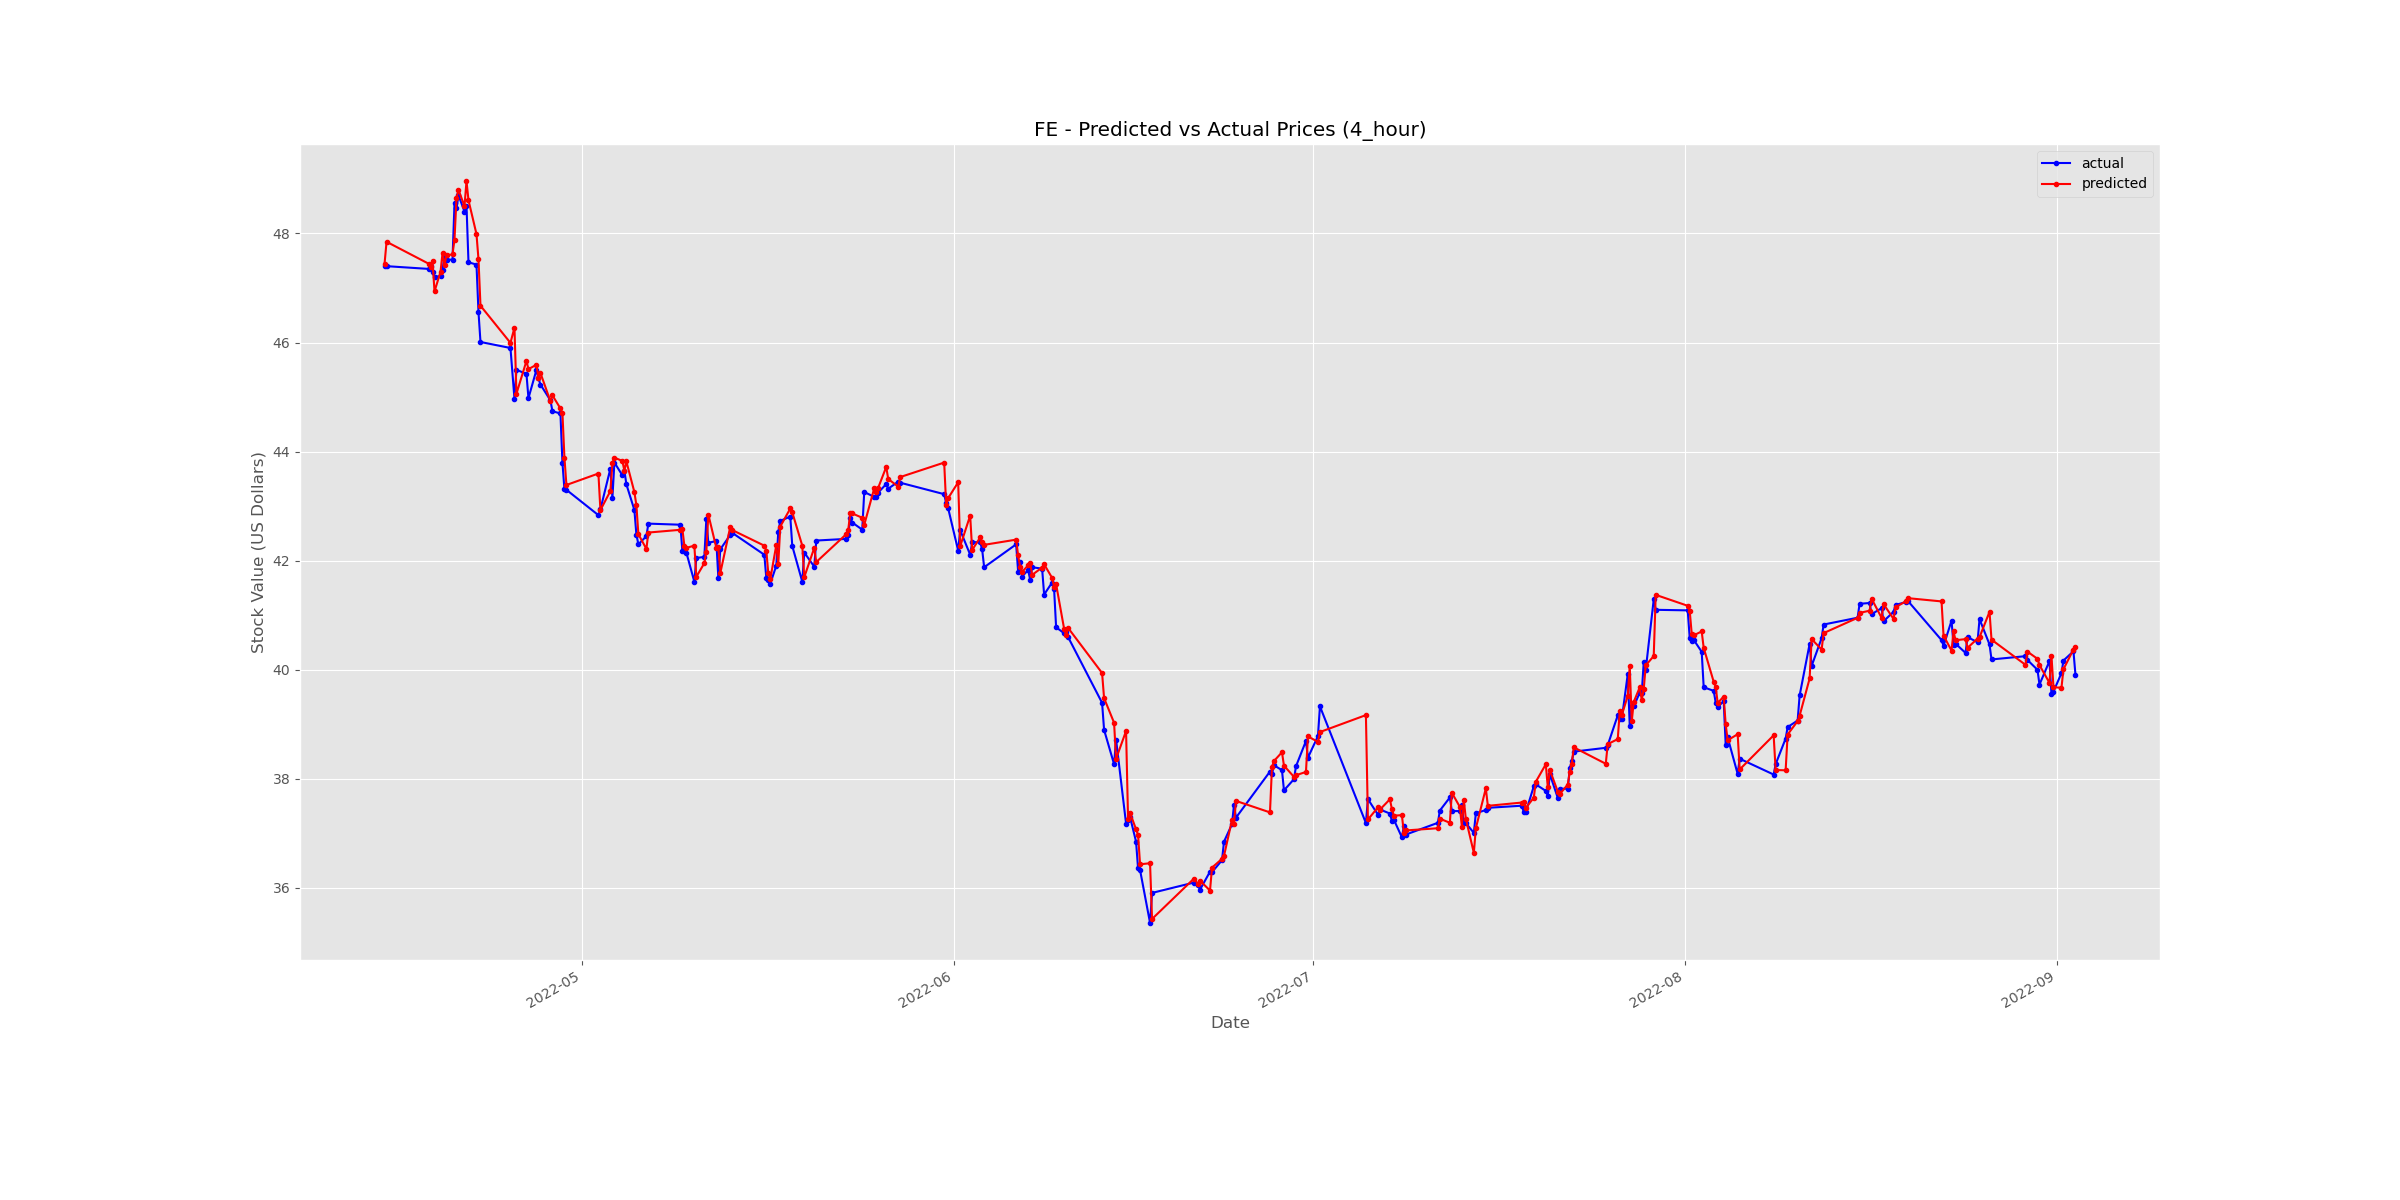 FE - Predicted vs Actual Prices (4_hour)
actual
predicted
48
46
44
42
40
38
36
Stock Value (US Dollars)
2022-05
2022-06
2022-07
2022-08
2022-09
Date